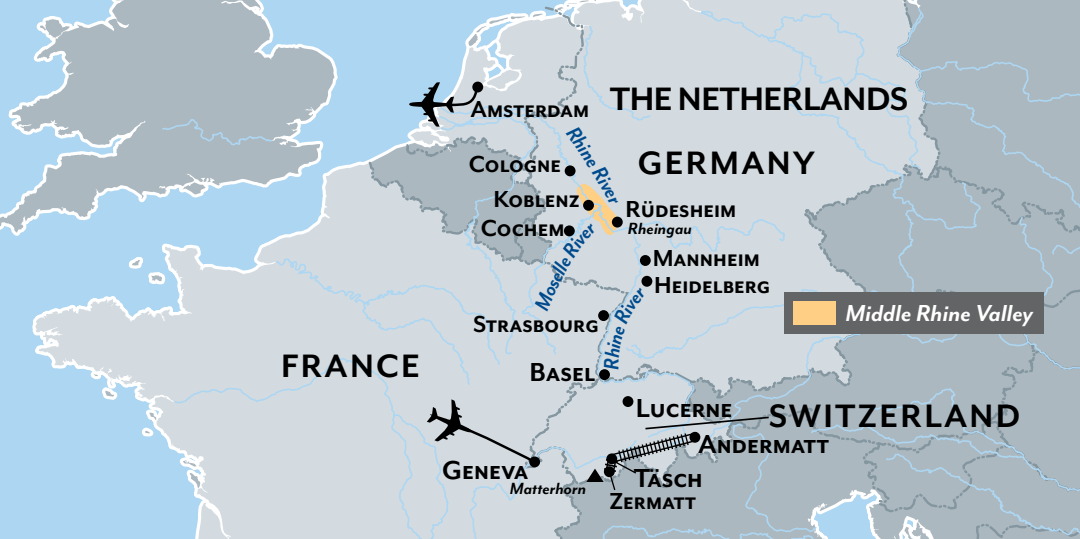 THE NETHERLANDS
AMSTERDAM
Rhine River
GERMANY
COLOGNE
KOBLENZ
RÜDESHEIM
Rheingau
COCHEM
Moselle River
MANNHEIM
HEIDELBERG
Middle Rhine Valley
STRASBOURG
Rhine River
FRANCE
BASEL
LUCERNE
SWITZERLAND
ANDERMATT
GENEVA
Matterhorn
TÄSCH
ZERMATT